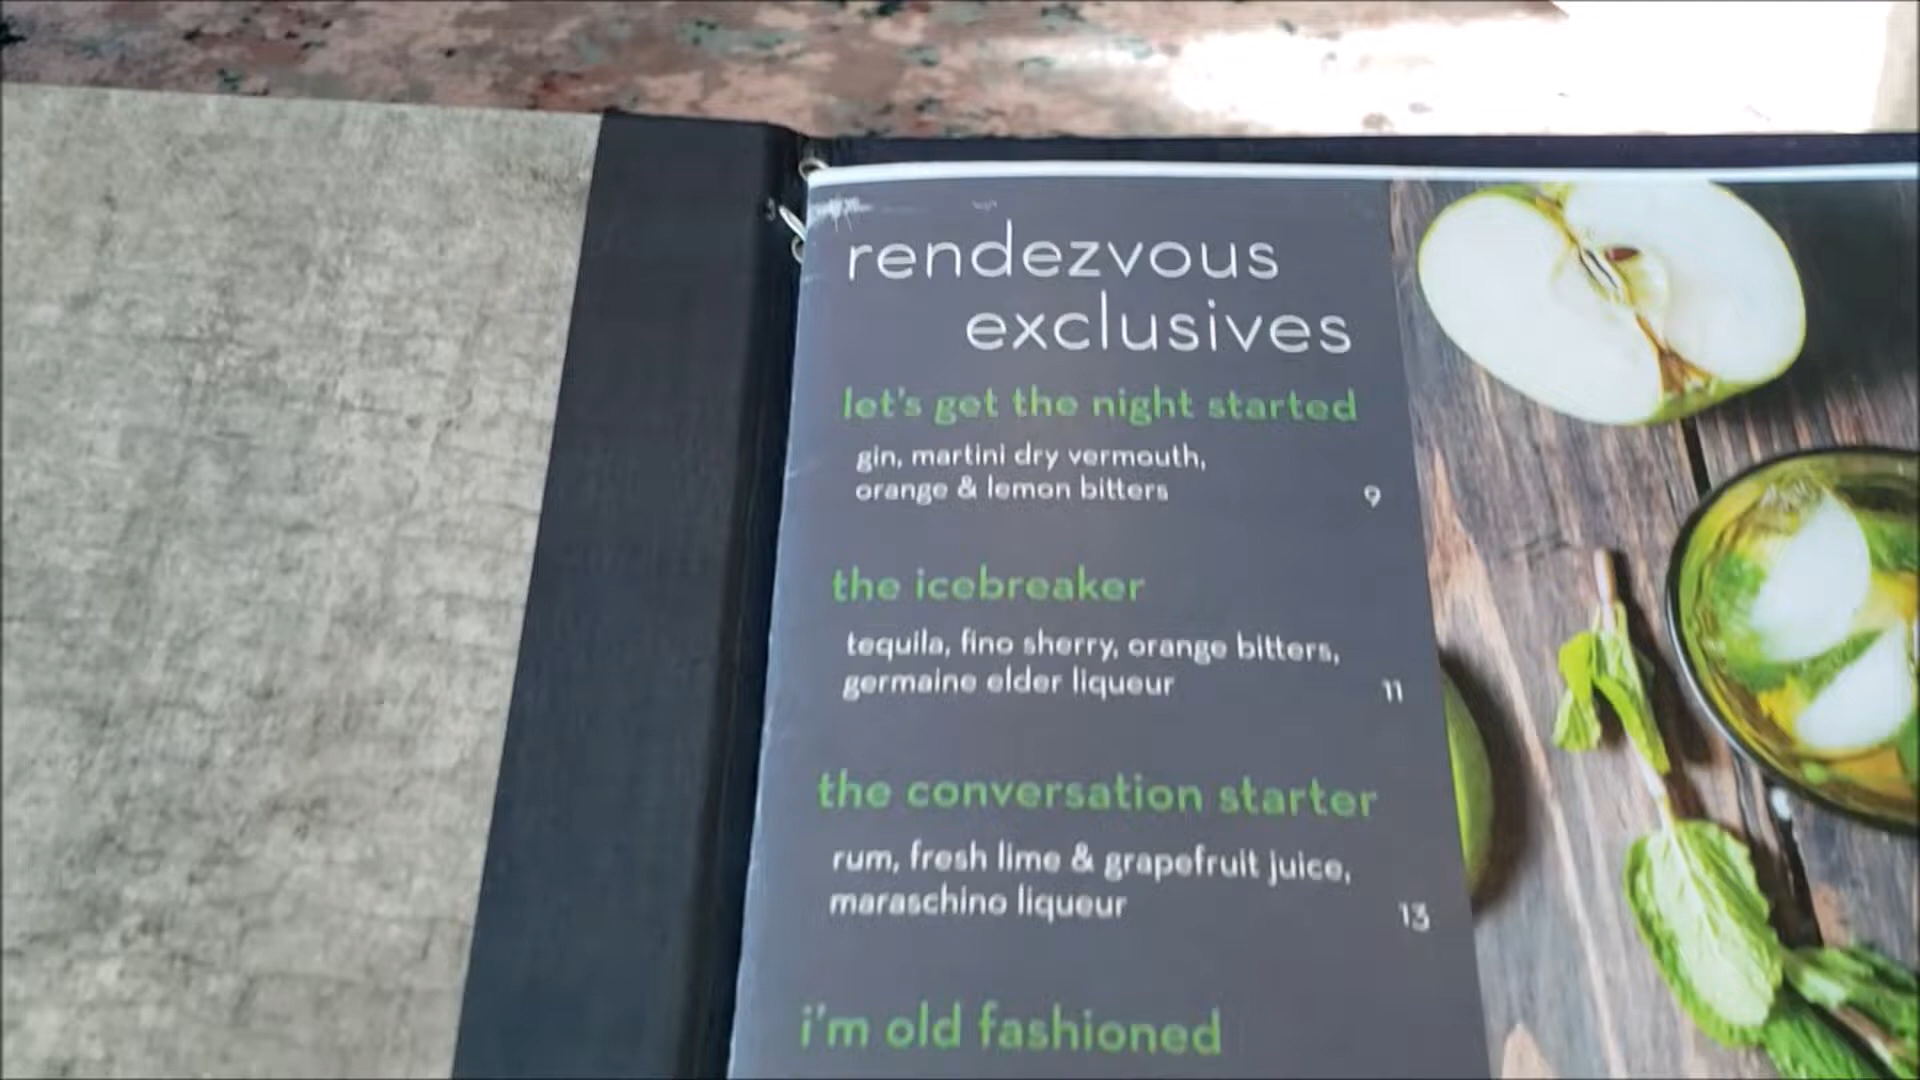 rendezvous
exclusives
let's get the night started
gin, martini dry vermouth,
orange & lemon bitters 9
the icebreaker
tequila, fino sherry, orange bitters,
germaine elder liqueur 11
the conversation starter
rum, fresh lime & grapefruit juice,
maraschino liqueur 13
i'm old fashioned